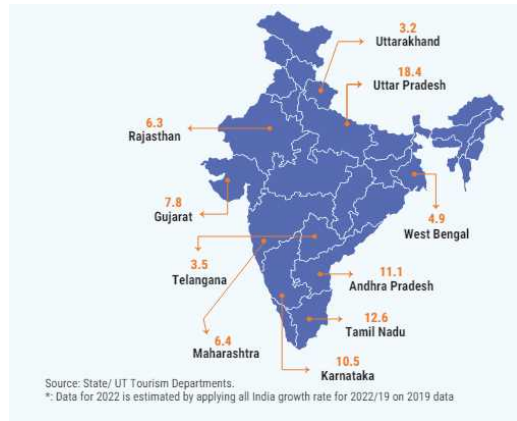 3.2
Uttarakhand
18.4
Uttar Pradesh
6.3
Rajasthan
7.8
Gujarat
4.9
West Bengal
3.5
Telangana
11.1
Andhra Pradesh
12.6
Tamil Nadu
6.4
Maharashtra
10.5
Karnataka
Source: State/ UT Tourism Departments.
*: Data for 2022 is estimated by applying all India growth rate for 2022/19 on 2019 data